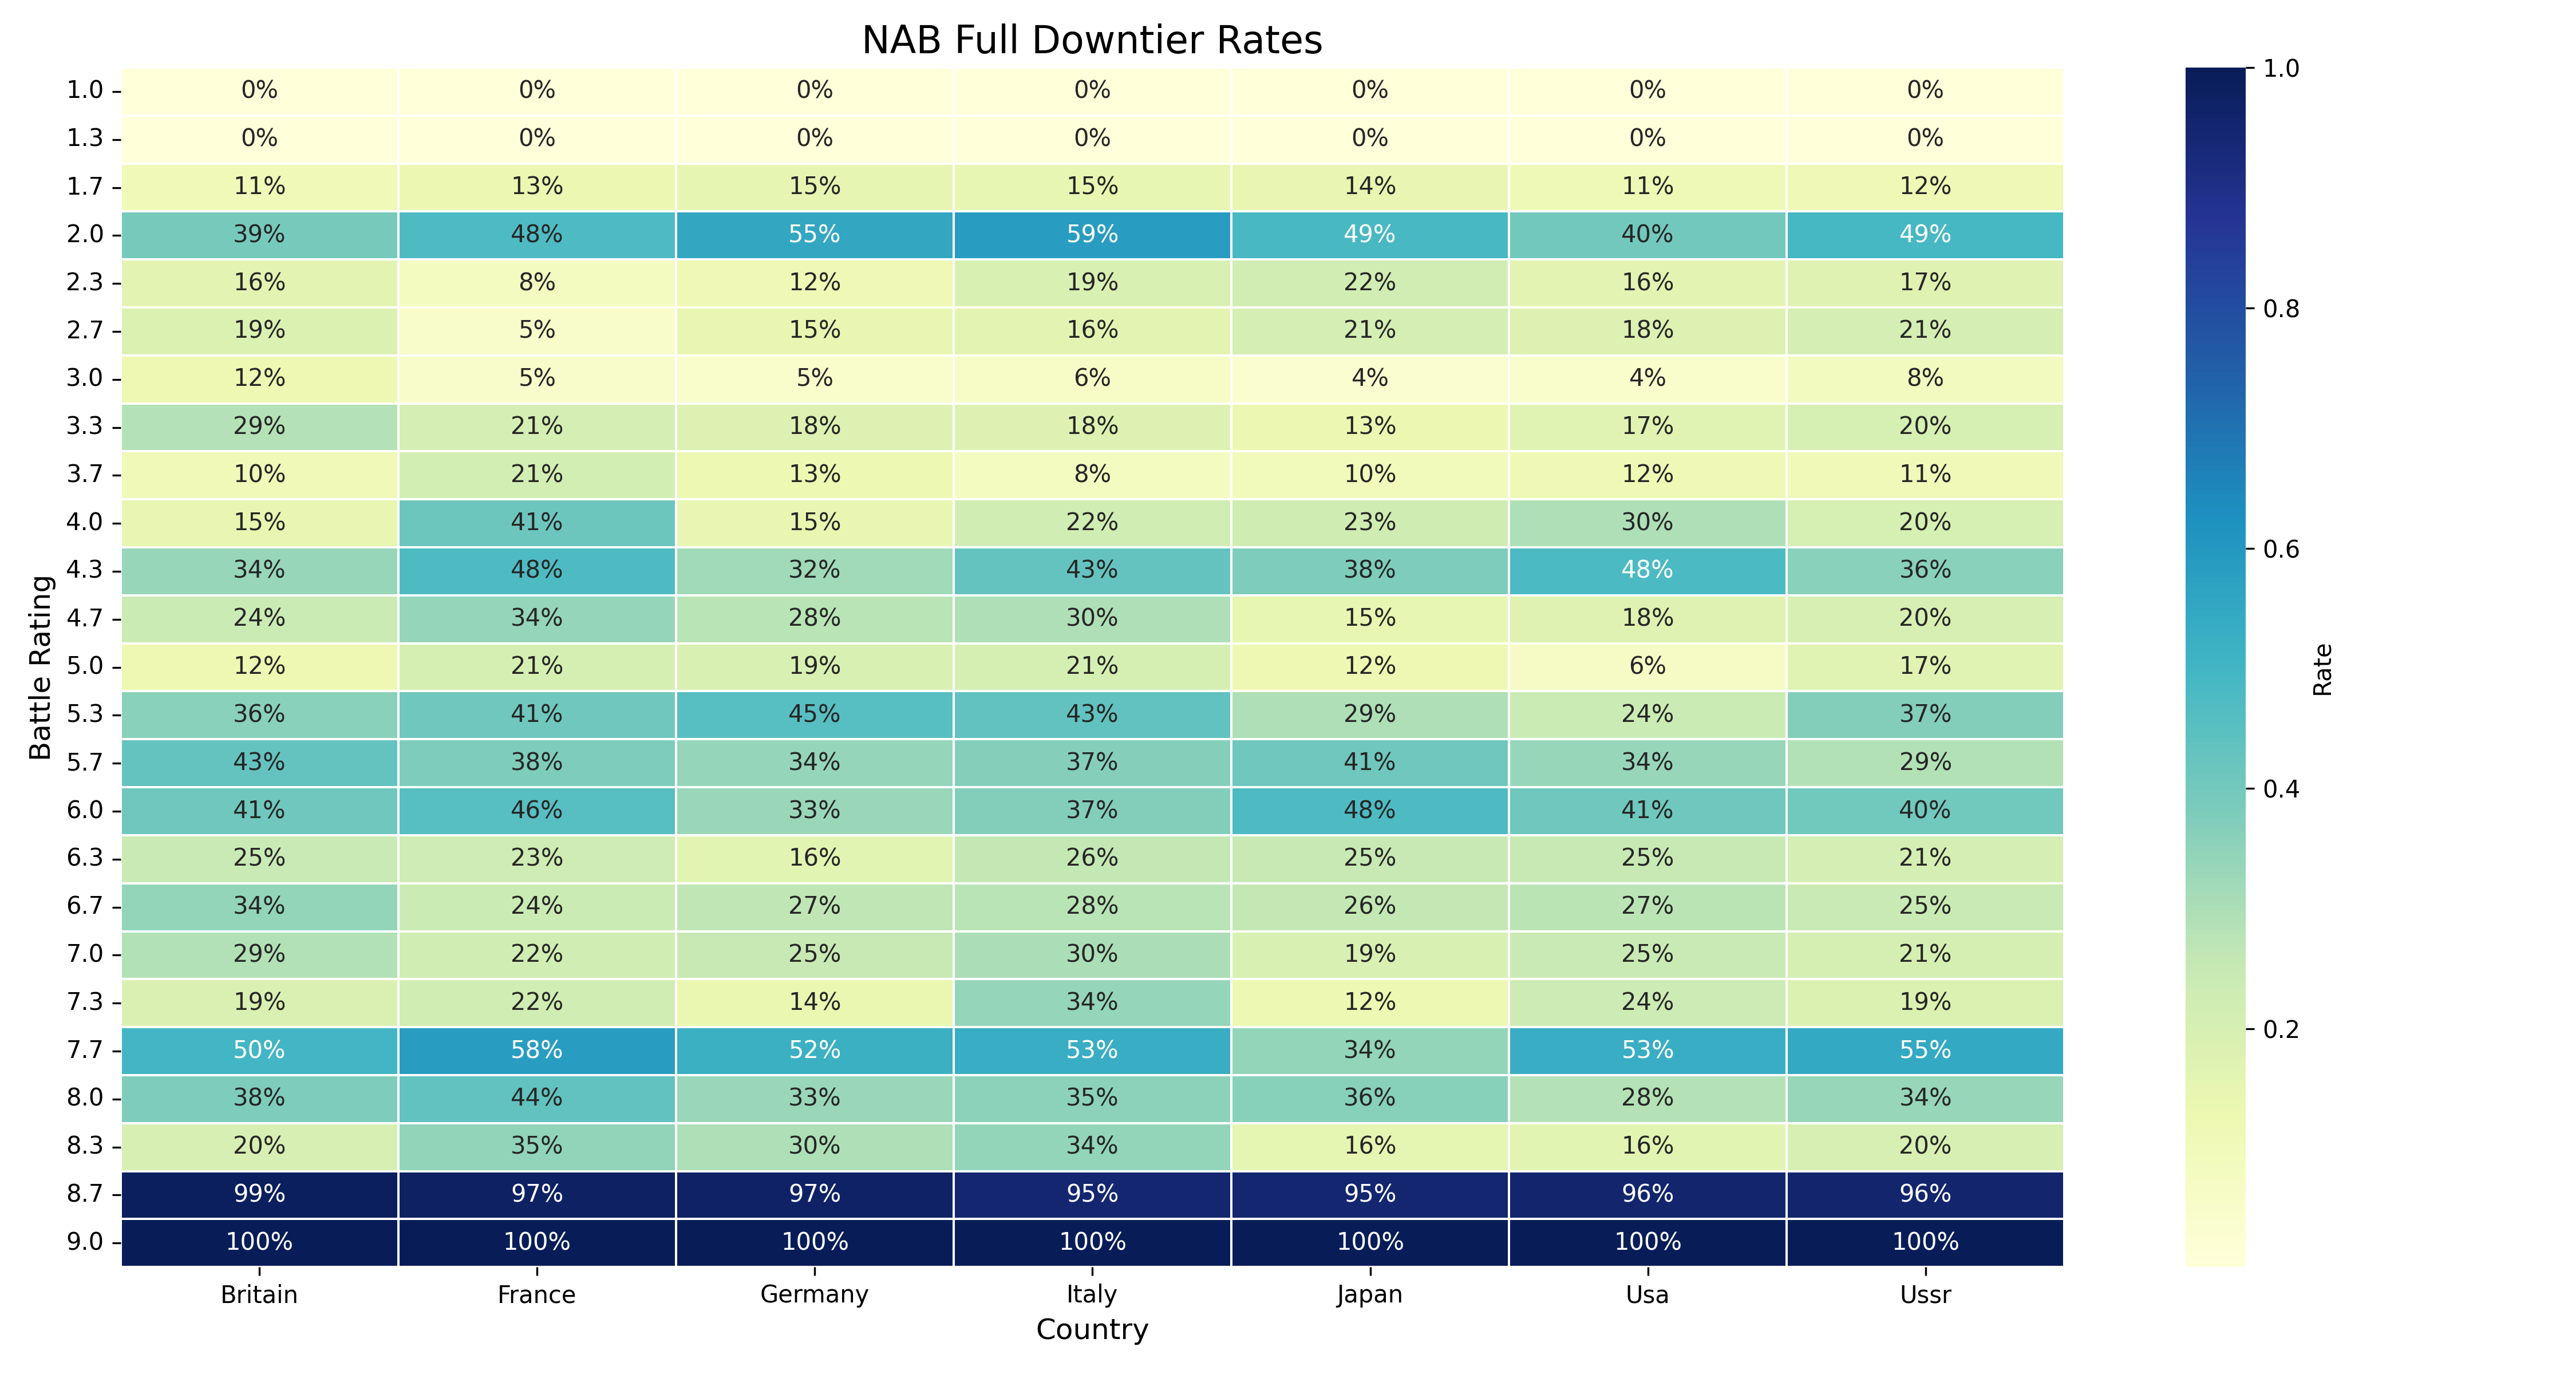 NAB Full Downtier Rates
1.0 0% 0% 0% 0% 0% 0% 0%
1.3 0% 0% 0% 0% 0% 0% 0%
1.7 11% 13% 15% 15% 14% 11% 12%
2.0 39% 48% 55% 59% 49% 40% 49%
2.3 16% 8% 12% 19% 22% 16% 17%
2.7 19% 5% 15% 16% 21% 18% 21%
3.0 12% 5% 5% 6% 4% 4% 8%
3.3 29% 21% 18% 18% 13% 17% 20%
3.7 10% 21% 13% 8% 10% 12% 11%
4.0 15% 41% 15% 22% 23% 30% 20%
4.3 34% 48% 32% 43% 38% 48% 36%
4.7 24% 34% 28% 30% 15% 18% 20%
5.0 12% 21% 19% 21% 12% 6% 17%
5.3 36% 41% 45% 43% 29% 24% 37%
5.7 43% 38% 34% 37% 41% 34% 29%
6.0 41% 46% 33% 37% 48% 41% 40%
6.3 25% 23% 16% 26% 25% 25% 21%
6.7 34% 24% 27% 28% 26% 27% 25%
7.0 29% 22% 25% 30% 19% 25% 21%
7.3 19% 22% 14% 34% 12% 24% 19%
7.7 50% 58% 52% 53% 34% 53% 55%
8.0 38% 44% 33% 35% 36% 28% 34%
8.3 20% 35% 30% 34% 16% 16% 20%
8.7 99% 97% 97% 95% 95% 96% 96%
9.0 100% 100% 100% 100% 100% 100% 100%
Britain France Germany Italy Japan Usa Ussr
Country
Battle Rating
1.0
0.8
0.6
0.4
0.2
Rate